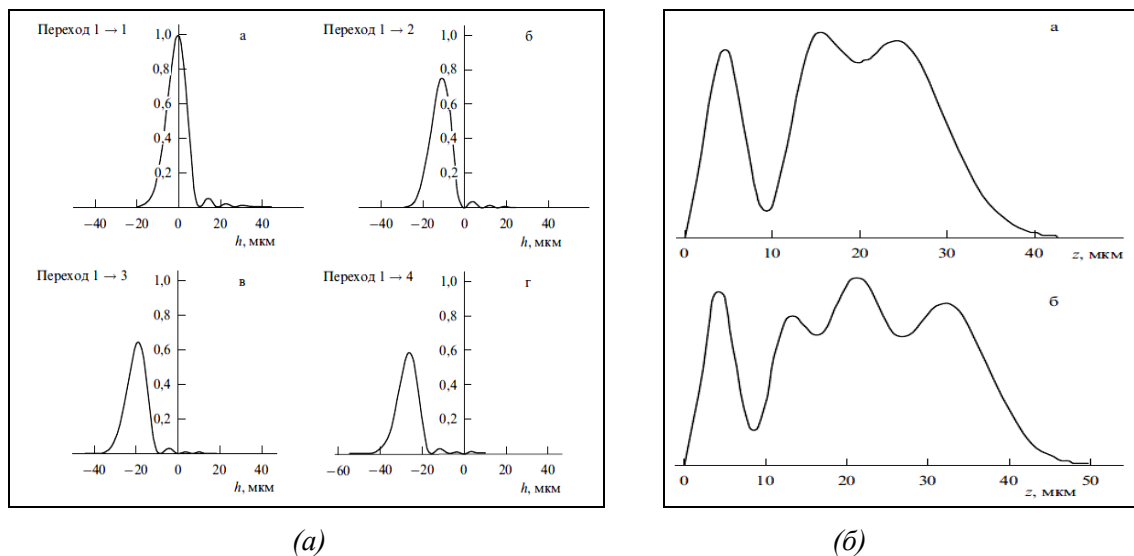 Переход 1 → 1
а
1,0
0,8
0,6
0,4
0,2
−40
−20
0
20
40
h, мкм
Переход 1 → 2
б
1,0
0,8
0,6
0,4
0,2
−40
−20
0
20
40
h, мкм
Переход 1 → 3
в
1,0
0,8
0,6
0,4
0,2
−40
−20
0
20
40
h, мкм
Переход 1 → 4
г
1,0
0,8
0,6
0,4
0,2
−60
−40
−20
0
20
40
h, мкм
(а)
а
0
10
20
30
40
z, мкм
б
0
10
20
30
40
50
z, мкм
(б)